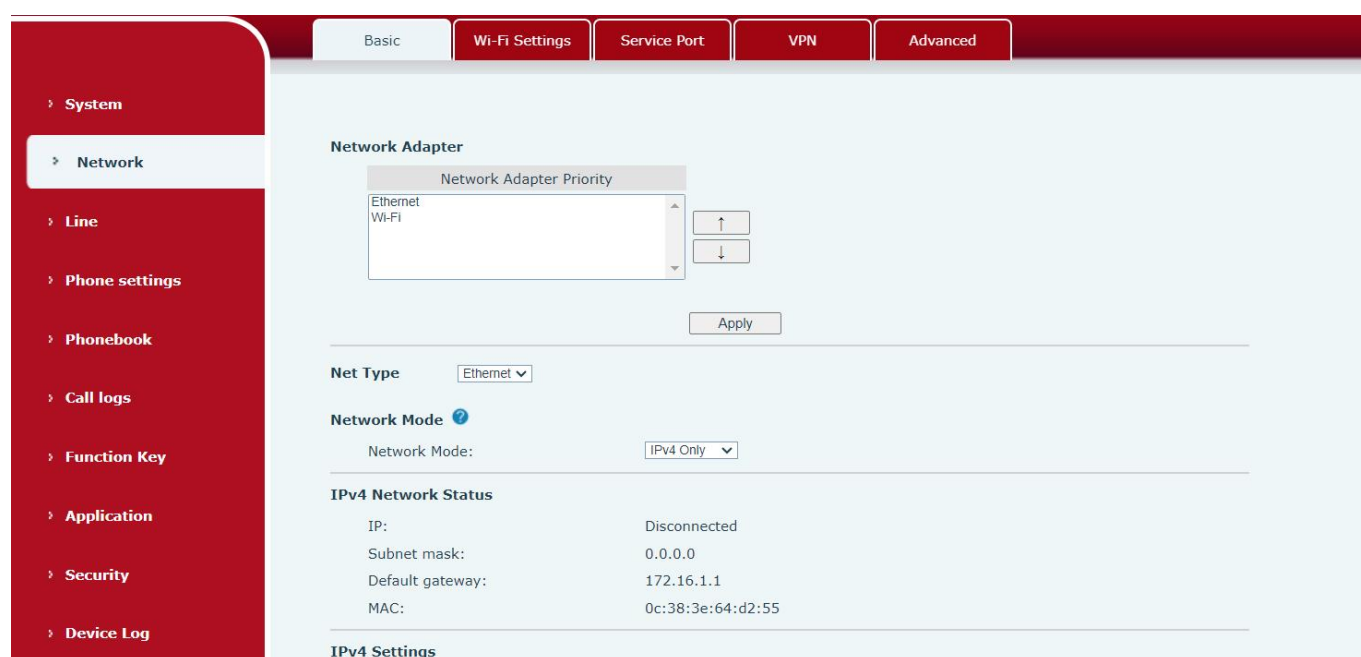 Basic
Wi-Fi Settings
Service Port
VPN
Advanced
System
Network
Line
Phone settings
Phonebook
Call logs
Function Key
Application
Security
Device Log
Network Adapter
Network Adapter Priority
Ethernet
Wi-Fi
↑
↓
Apply
Net Type Ethernet
Network Mode ?
Network Mode: IPv4 Only
IPv4 Network Status
IP: Disconnected
Subnet mask: 0.0.0.0
Default gateway: 172.16.1.1
MAC: 0c:38:3e:64:d2:55
IPv4 Settings